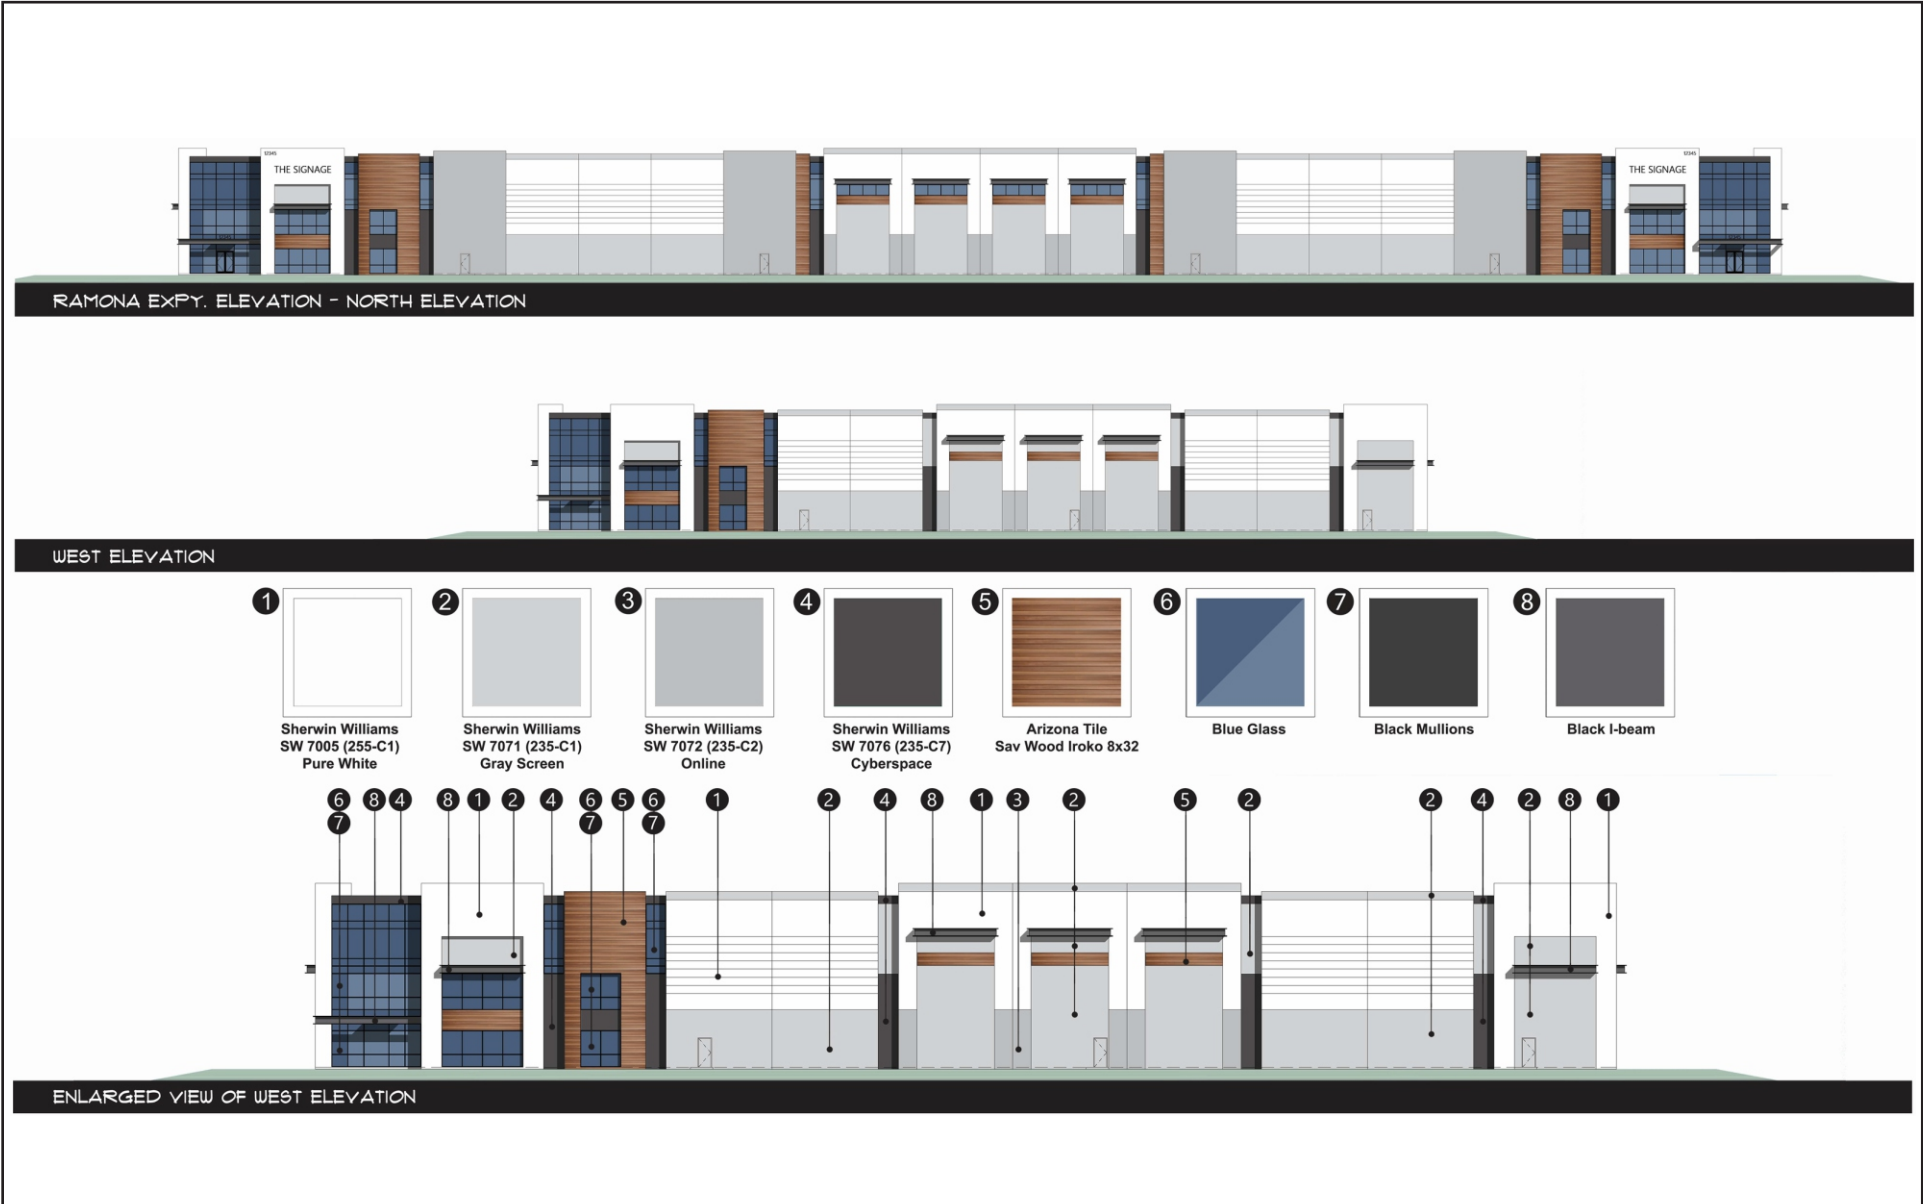 12345
12345
THE SIGNAGE
THE SIGNAGE
RAMONA EXPY. ELEVATION - NORTH ELEVATION
WEST ELEVATION
1
2
3
4
5
6
7
8
Sherwin Williams
SW 7005 (255-C1)
Pure White
Sherwin Williams
SW 7071 (235-C1)
Gray Screen
Sherwin Williams
SW 7072 (235-C2)
Online
Sherwin Williams
SW 7076 (235-C7)
Cyberspace
Arizona Tile
Sav Wood Iroko 8x32
Blue Glass
Black Mullions
Black I-beam
6 8 4 8 1 2 4 6 5 6 1 2 4 8 1 3 2 5 2 2 4 2 8 1
7 7 7
ENLARGED VIEW OF WEST ELEVATION